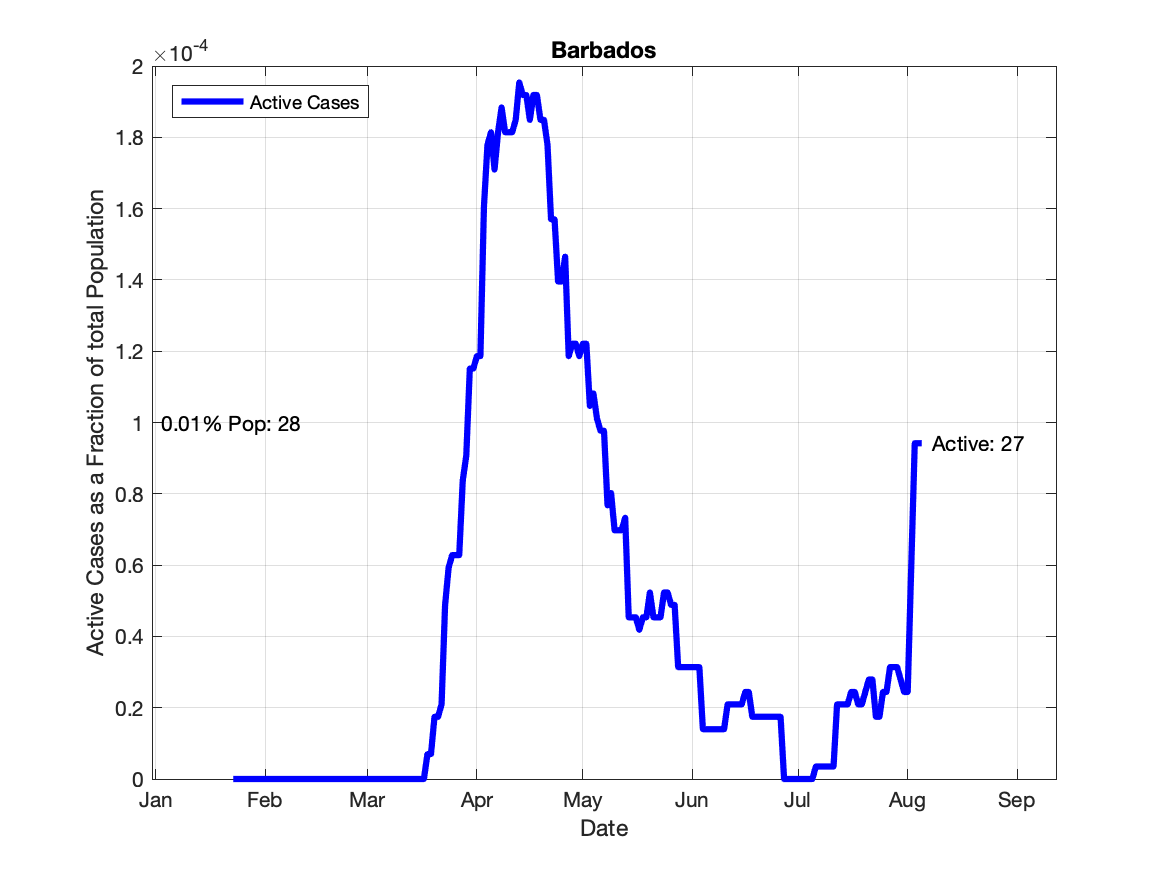 Barbados
×10⁻⁴
Active Cases
2
1.8
1.6
1.4
1.2
1
0.8
0.6
0.4
0.2
0
Active Cases as a Fraction of total Population
0.01% Pop: 28
Active: 27
Jan Feb Mar Apr May Jun Jul Aug Sep
Date